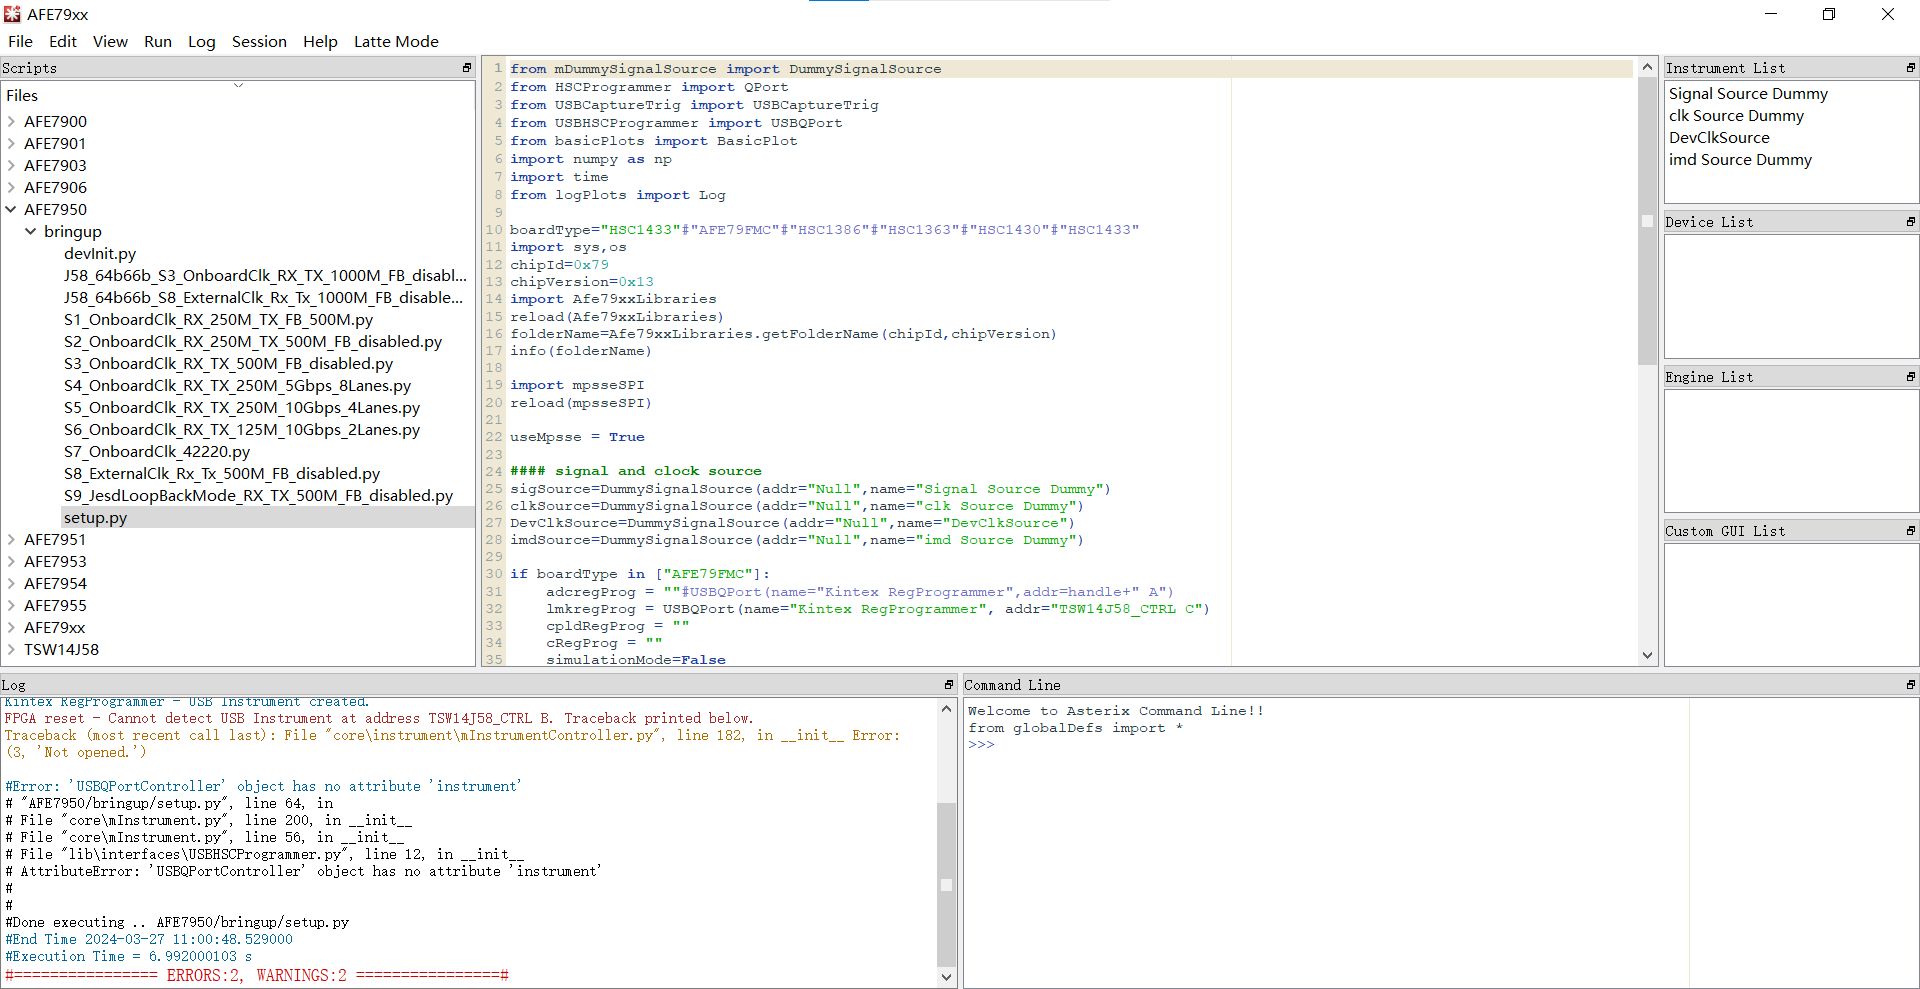 AFE79xx
File Edit View Run Log Session Help Latte Mode
Scripts
Files
AFE7900
AFE7901
AFE7903
AFE7906
AFE7950
bringup
devInit.py
J58_64b66b_S3_OnboardClk_RX_TX_1000M_FB_disabl...
J58_64b66b_S8_ExternalClk_Rx_Tx_1000M_FB_disable...
S1_OnboardClk_RX_250M_TX_FB_500M.py
S2_OnboardClk_RX_250M_TX_500M_FB_disabled.py
S3_OnboardClk_RX_TX_500M_FB_disabled.py
S4_OnboardClk_RX_TX_250M_5Gbps_8Lanes.py
S5_OnboardClk_RX_TX_250M_10Gbps_4Lanes.py
S6_OnboardClk_RX_TX_125M_10Gbps_2Lanes.py
S7_OnboardClk_42220.py
S8_ExternalClk_Rx_Tx_500M_FB_disabled.py
S9_JesdLoopBackMode_RX_TX_500M_FB_disabled.py
setup.py
AFE7951
AFE7953
AFE7954
AFE7955
AFE79xx
TSW14J58
1 from mDummySignalSource import DummySignalSource
2 from HSCProgrammer import QPort
3 from USBCaptureTrig import USBCaptureTrig
4 from USBHSCProgrammer import USBQPort
5 from basicPlots import BasicPlot
6 import numpy as np
7 import time
8 from logPlots import Log
9
10 boardType="HSC1433"#"AFE79FMC"#"HSC1386"#"HSC1363"#"HSC1430"#"HSC1433"
11 import sys,os
12 chipId=0x79
13 chipVersion=0x13
14 import Afe79xxLibraries
15 reload(Afe79xxLibraries)
16 folderName=Afe79xxLibraries.getFolderName(chipId,chipVersion)
17 info(folderName)
18
19 import mpsseSPI
20 reload(mpsseSPI)
21
22 useMpsse = True
23
24 #### signal and clock source
25 sigSource=DummySignalSource(addr="Null",name="Signal Source Dummy")
26 clkSource=DummySignalSource(addr="Null",name="clk Source Dummy")
27 DevClkSource=DummySignalSource(addr="Null",name="DevClkSource")
28 imdSource=DummySignalSource(addr="Null",name="imd Source Dummy")
29
30 if boardType in ["AFE79FMC"]:
31 adcregProg = ""#USBQPort(name="Kintex RegProgrammer",addr=handle+" A")
32 lmkregProg = USBQPort(name="Kintex RegProgrammer", addr="TSW14J58_CTRL C")
33 cpldRegProg = ""
34 cRegProg = ""
35 simulationMode=False
Instrument List
Signal Source Dummy
clk Source Dummy
DevClkSource
imd Source Dummy
Device List
Engine List
Custom GUI List
Log
Kintex RegProgrammer - USB Instrument created.
FPGA reset - Cannot detect USB Instrument at address TSW14J58_CTRL B. Traceback printed below.
Traceback (most recent call last): File "core\instrument\mInstrumentController.py", line 182, in __init__ Error:
(3, 'Not opened.')
#Error: 'USBQPortController' object has no attribute 'instrument'
# "AFE7950/bringup/setup.py", line 64, in
# File "core\mInstrument.py", line 200, in __init__
# File "core\mInstrument.py", line 56, in __init__
# File "lib\interfaces\USBHSCProgrammer.py", line 12, in __init__
# AttributeError: 'USBQPortController' object has no attribute 'instrument'
#
#
#Done executing .. AFE7950/bringup/setup.py
#End Time 2024-03-27 11:00:48.529000
#Execution Time = 6.992000103 s
#================ ERRORS:2, WARNINGS:2 ================#
Command Line
Welcome to Asterix Command Line!!
from globalDefs import *
>>>